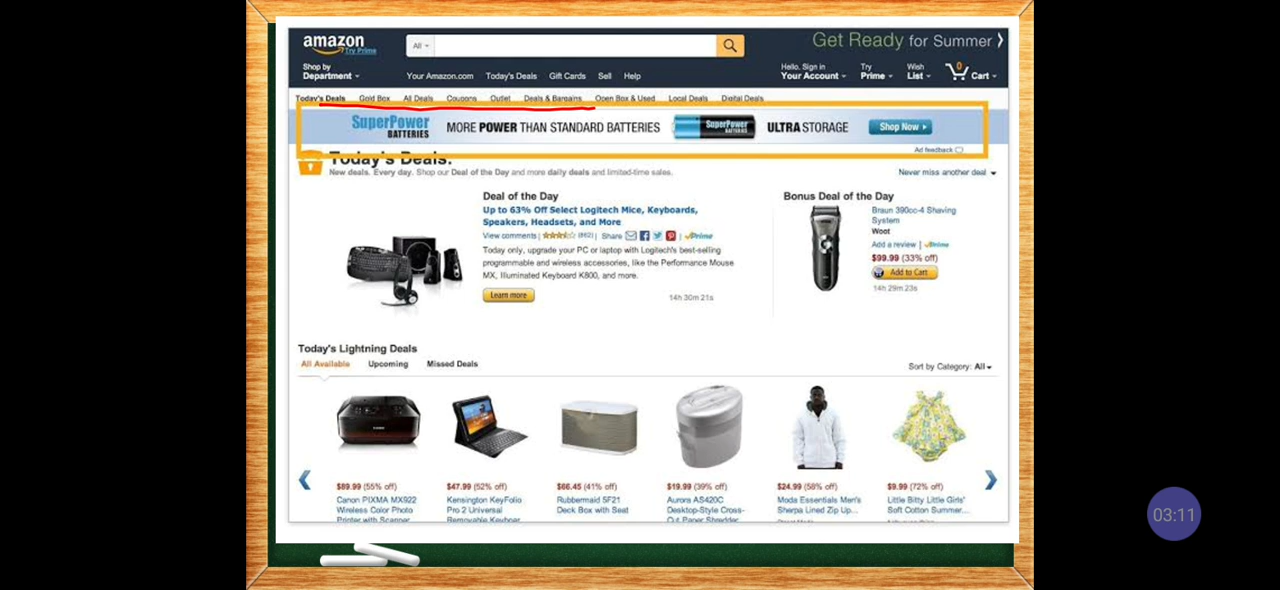 amazon
Try Prime
All
Get Ready for Summer
Shop by
Department
Your Amazon.com Today's Deals Gift Cards Sell Help
Hello. Sign in
Your Account
Try
Prime
Wish
List
0
Cart
Today's Deals Gold Box All Deals Coupons Outlet Deals & Bargains Open Box & Used Local Deals Digital Deals
SuperPower
BATTERIES
MORE POWER THAN STANDARD BATTERIES
SuperPower
BATTERIES
ULTRA STORAGE
Shop Now
Ad feedback
Today's Deals.
New deals. Every day. Shop our Deal of the Day and more daily deals and limited-time sales.
Never miss another deal
Deal of the Day
Up to 63% Off Select Logitech Mice, Keyboards,
Speakers, Headsets, and More
View comments | (862) | Share | Prime
Today only, upgrade your PC or laptop with Logitech's best-selling
programmable and wireless accessories, like the Performance Mouse
MX, Illuminated Keyboard K800, and more.
Learn more
14h 30m 21s
Bonus Deal of the Day
Braun 390cc-4 Shaving
System
Woot
Add a review | Prime
$99.99 (33% off)
Add to Cart
14h 29m 23s
Today's Lightning Deals
All Available Upcoming Missed Deals
Sort by Category: All
$89.99 (55% off)
Canon PIXMA MX922
Wireless Color Photo
Printer with Scanner
$47.99 (52% off)
Kensington KeyFolio
Pro 2 Universal
Removable Keyboar
$66.45 (41% off)
Rubbermaid 5F21
Deck Box with Seat
$19.99 (39% off)
Aurora AS420C
Desktop-Style Cross-
Cut Paper Shredder
$24.99 (58% off)
Moda Essentials Men's
Sherpa Lined Zip Up...
$9.99 (72% off)
Little Bitty Little Girls'
Soft Cotton Summer...
03:11